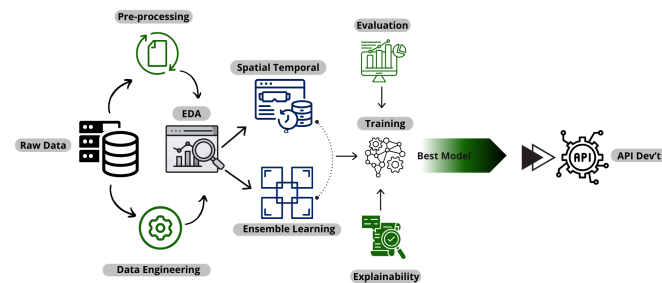 Pre-processing
Evaluation
Spatial Temporal
EDA
Training
Raw Data
Best Model
API
API Dev't
Ensemble Learning
Data Engineering
Explainability